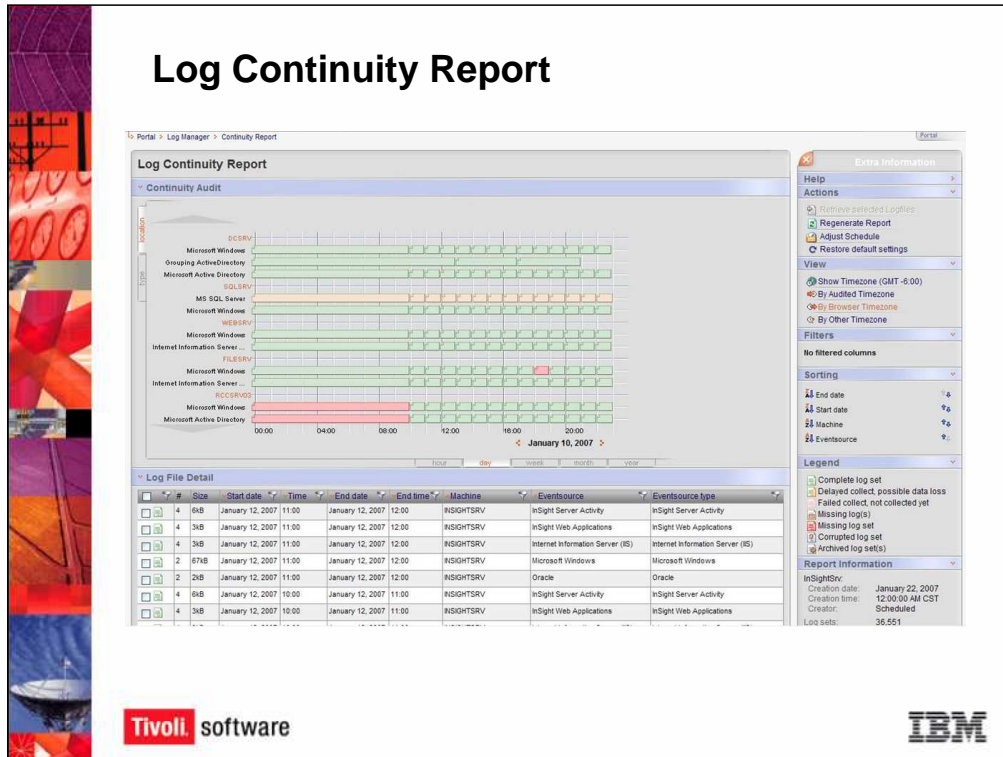 Log Continuity Report
Portal > Log Manager > Continuity Report
Portal
Log Continuity Report
Continuity Audit
location
type
DCSRV
Microsoft Windows
Grouping ActiveDirectory
Microsoft Active Directory
SQLSRV
MS SQL Server
Microsoft Windows
WEBSRV
Microsoft Windows
Internet Information Server ...
FILESRV
Microsoft Windows
Internet Information Server ...
RCCSRV03
Microsoft Windows
Microsoft Active Directory
00:00 04:00 08:00 12:00 16:00 20:00
January 10, 2007
hour day week month year
Log File Detail
# Size Start date Time End date End time Machine Eventsource Eventsource type
4 6kB January 12, 2007 11:00 January 12, 2007 12:00 INSIGHTSRV InSight Server Activity InSight Server Activity
4 3kB January 12, 2007 11:00 January 12, 2007 12:00 INSIGHTSRV InSight Web Applications InSight Web Applications
4 3kB January 12, 2007 11:00 January 12, 2007 12:00 INSIGHTSRV Internet Information Server (IIS) Internet Information Server (IIS)
2 67kB January 12, 2007 11:00 January 12, 2007 12:00 INSIGHTSRV Microsoft Windows Microsoft Windows
2 2kB January 12, 2007 11:00 January 12, 2007 12:00 INSIGHTSRV Oracle Oracle
4 6kB January 12, 2007 10:00 January 12, 2007 11:00 INSIGHTSRV InSight Server Activity InSight Server Activity
4 3kB January 12, 2007 10:00 January 12, 2007 11:00 INSIGHTSRV InSight Web Applications InSight Web Applications
Extra Information
Help
Actions
Retrieve selected Logfiles
Regenerate Report
Adjust Schedule
Restore default settings
View
Show Timezone (GMT -6:00)
By Audited Timezone
By Browser Timezone
By Other Timezone
Filters
No filtered columns
Sorting
End date
Start date
Machine
Eventsource
Legend
Complete log set
Delayed collect, possible data loss
Failed collect, not collected yet
Missing log(s)
Missing log set
Corrupted log set
Archived log set(s)
Report Information
InSightSrv:
Creation date: January 22, 2007
Creation time: 12:00:00 AM CST
Creator: Scheduled
Log sets: 36,551
Tivoli. software
IBM